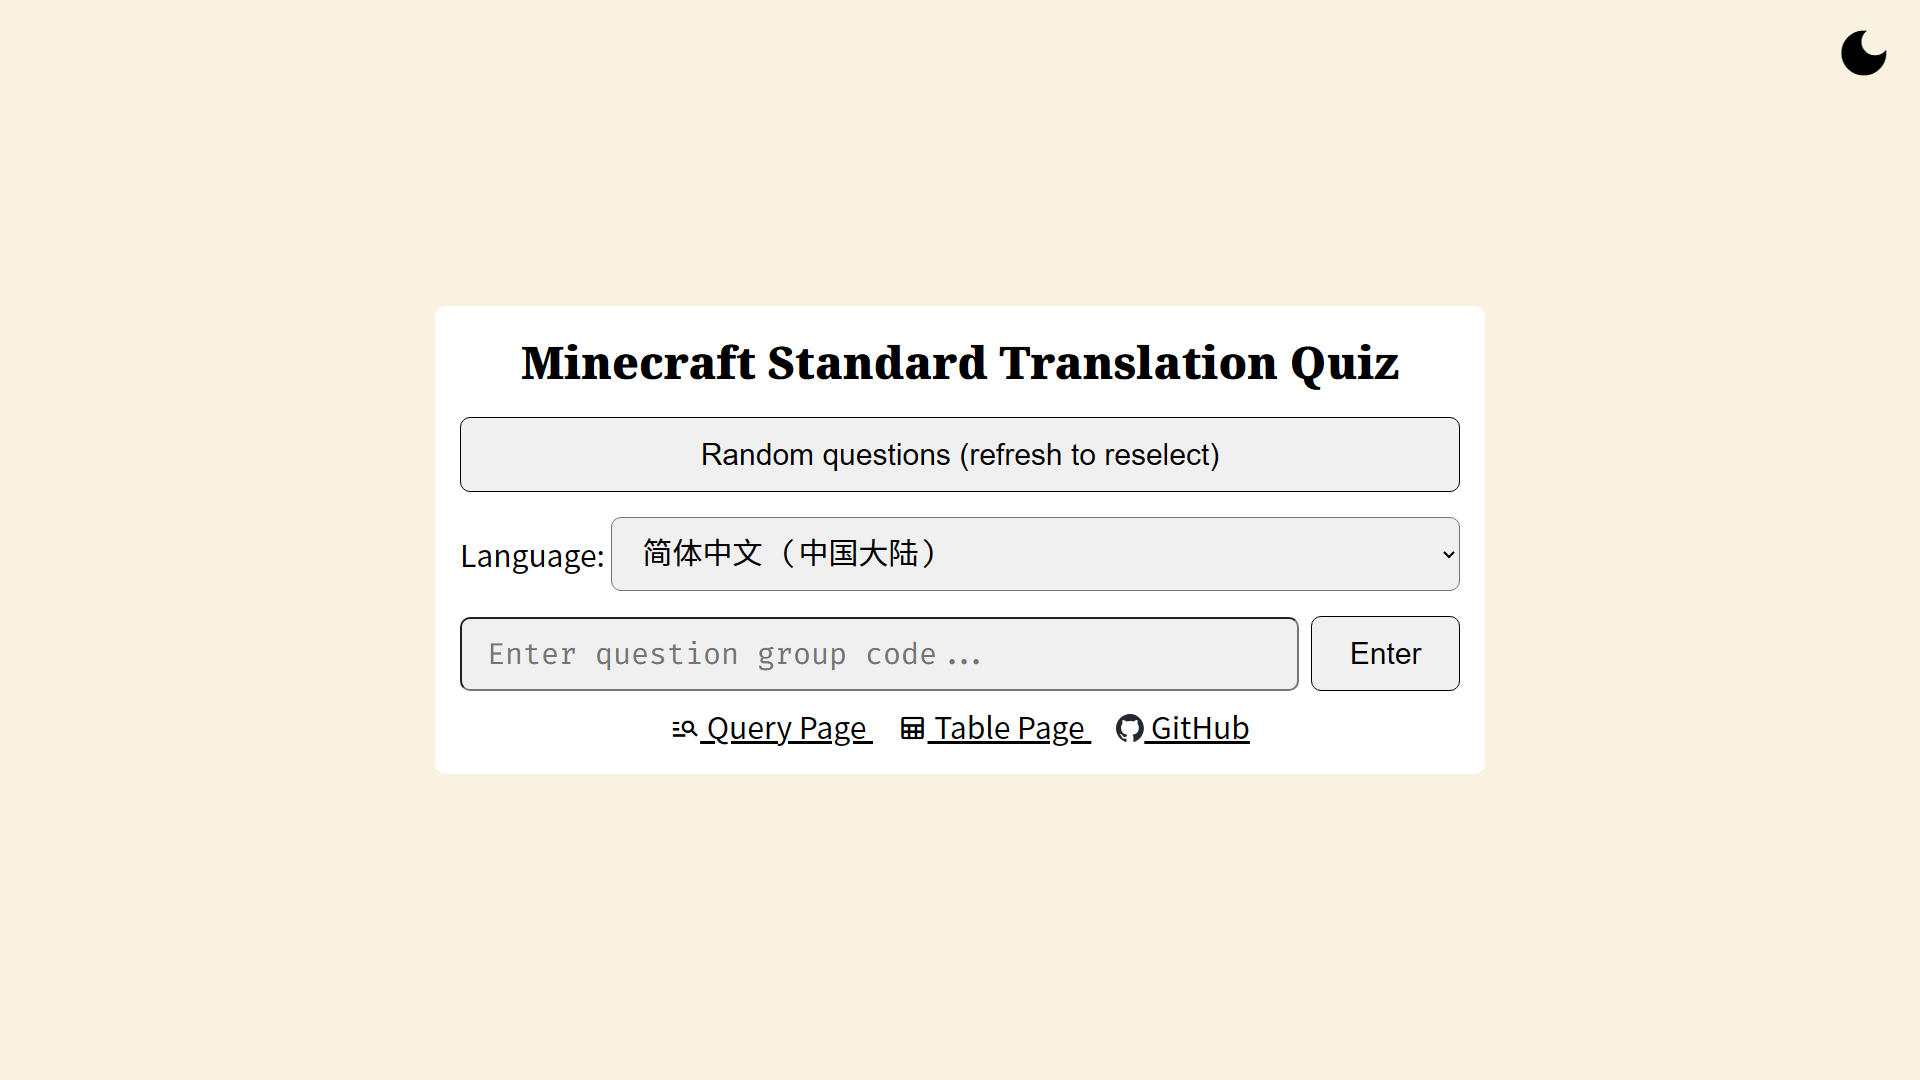 Minecraft Standard Translation Quiz
Random questions (refresh to reselect)
Language: 简体中文（中国大陆）
Enter question group code... Enter
Query Page Table Page GitHub